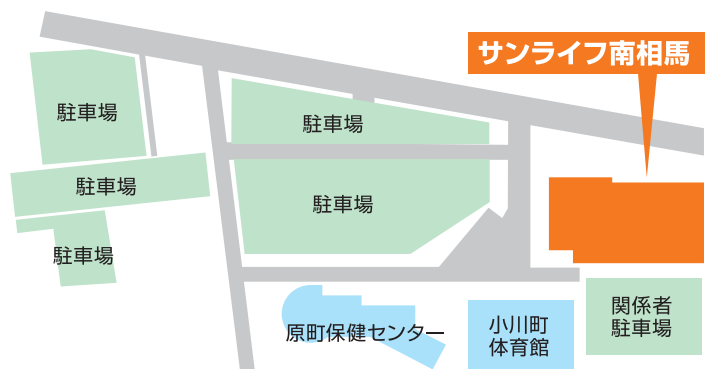 サンライフ南相馬
駐車場
駐車場
駐車場
駐車場
駐車場
関係者
駐車場
小川町
体育館
原町保健センター